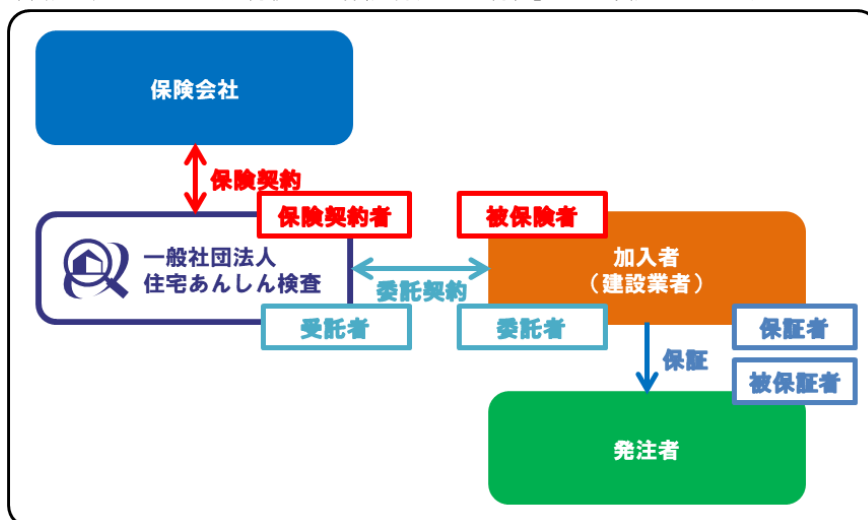 保険会社
保険契約
保険契約者
被保険者
一般社団法人
住宅あんしん検査
加入者
（建設業者）
委託契約
受託者
委託者
保証者
保証
被保証者
発注者